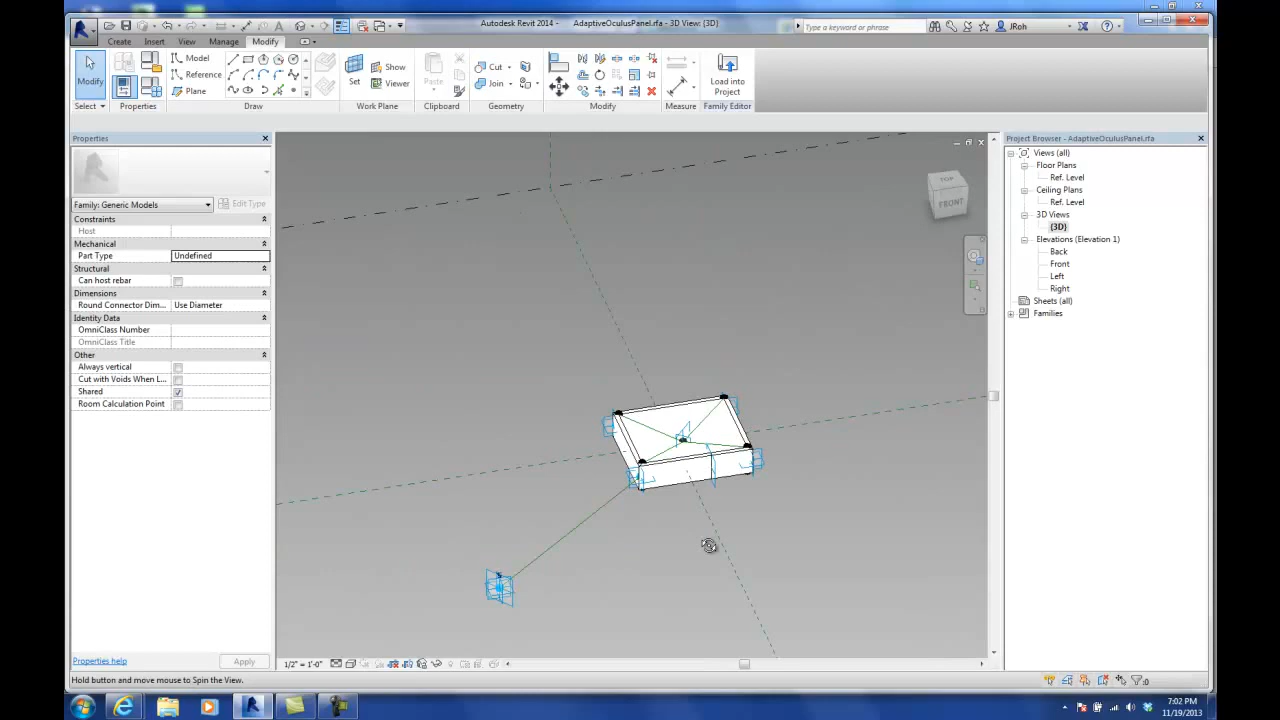 Autodesk Revit 2014 - AdaptiveOculusPanel.rfa - 3D View: {3D}
Type a keyword or phrase
JRoh
Create Insert View Manage Modify
Modify
Model
Reference
Plane
Set
Show
Viewer
Paste
Cut
Join
Load into
Project
Select Properties Draw Work Plane Clipboard Geometry Modify Measure Family Editor
Properties
Family: Generic Models
Edit Type
Constraints
Host
Mechanical
Part Type Undefined
Structural
Can host rebar
Dimensions
Round Connector Dim... Use Diameter
Identity Data
OmniClass Number
OmniClass Title
Other
Always vertical
Cut with Voids When L...
Shared
Room Calculation Point
Properties help
Apply
TOP
FRONT
Project Browser - AdaptiveOculusPanel.rfa
Views (all)
Floor Plans
Ref. Level
Ceiling Plans
Ref. Level
3D Views
{3D}
Elevations (Elevation 1)
Back
Front
Left
Right
Sheets (all)
Families
1/2" = 1'-0"
Hold button and move mouse to Spin the View.
:0
7:02 PM
11/19/2013